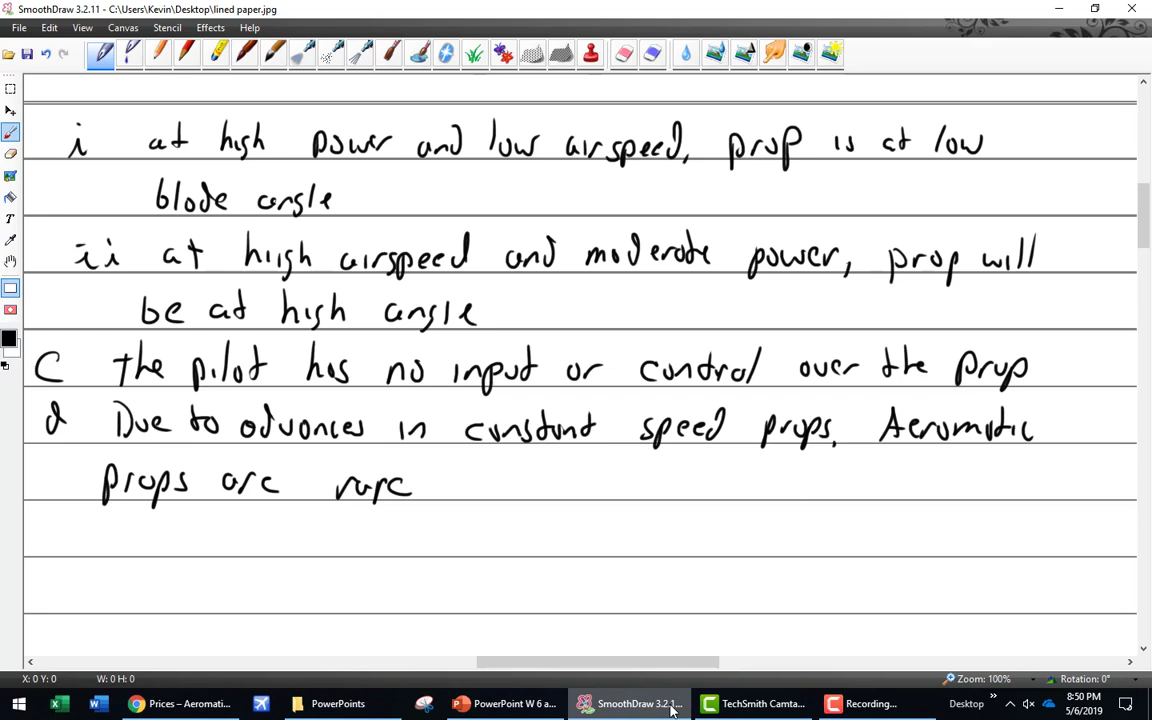 SmoothDraw 3.2.11 - C:\Users\Kevin\Desktop\lined paper.jpg
File Edit View Canvas Stencil Effects Help
i at high power and low airspeed, prop is at low
blade angle
ii at hiigh airspeed and moderate power, prop will
be at high angle
C the pilot has no input or control over the prop
d Due to advances in constant speed props, Aeromatic
props are rare
X: 0 Y: 0 W: 0 H: 0 Zoom: 100% Rotation: 0°
Prices – Aeromati... PowerPoints PowerPoint W 6 a... SmoothDraw 3.2.1... TechSmith Camta... Recording... Desktop 8:50 PM
5/6/2019